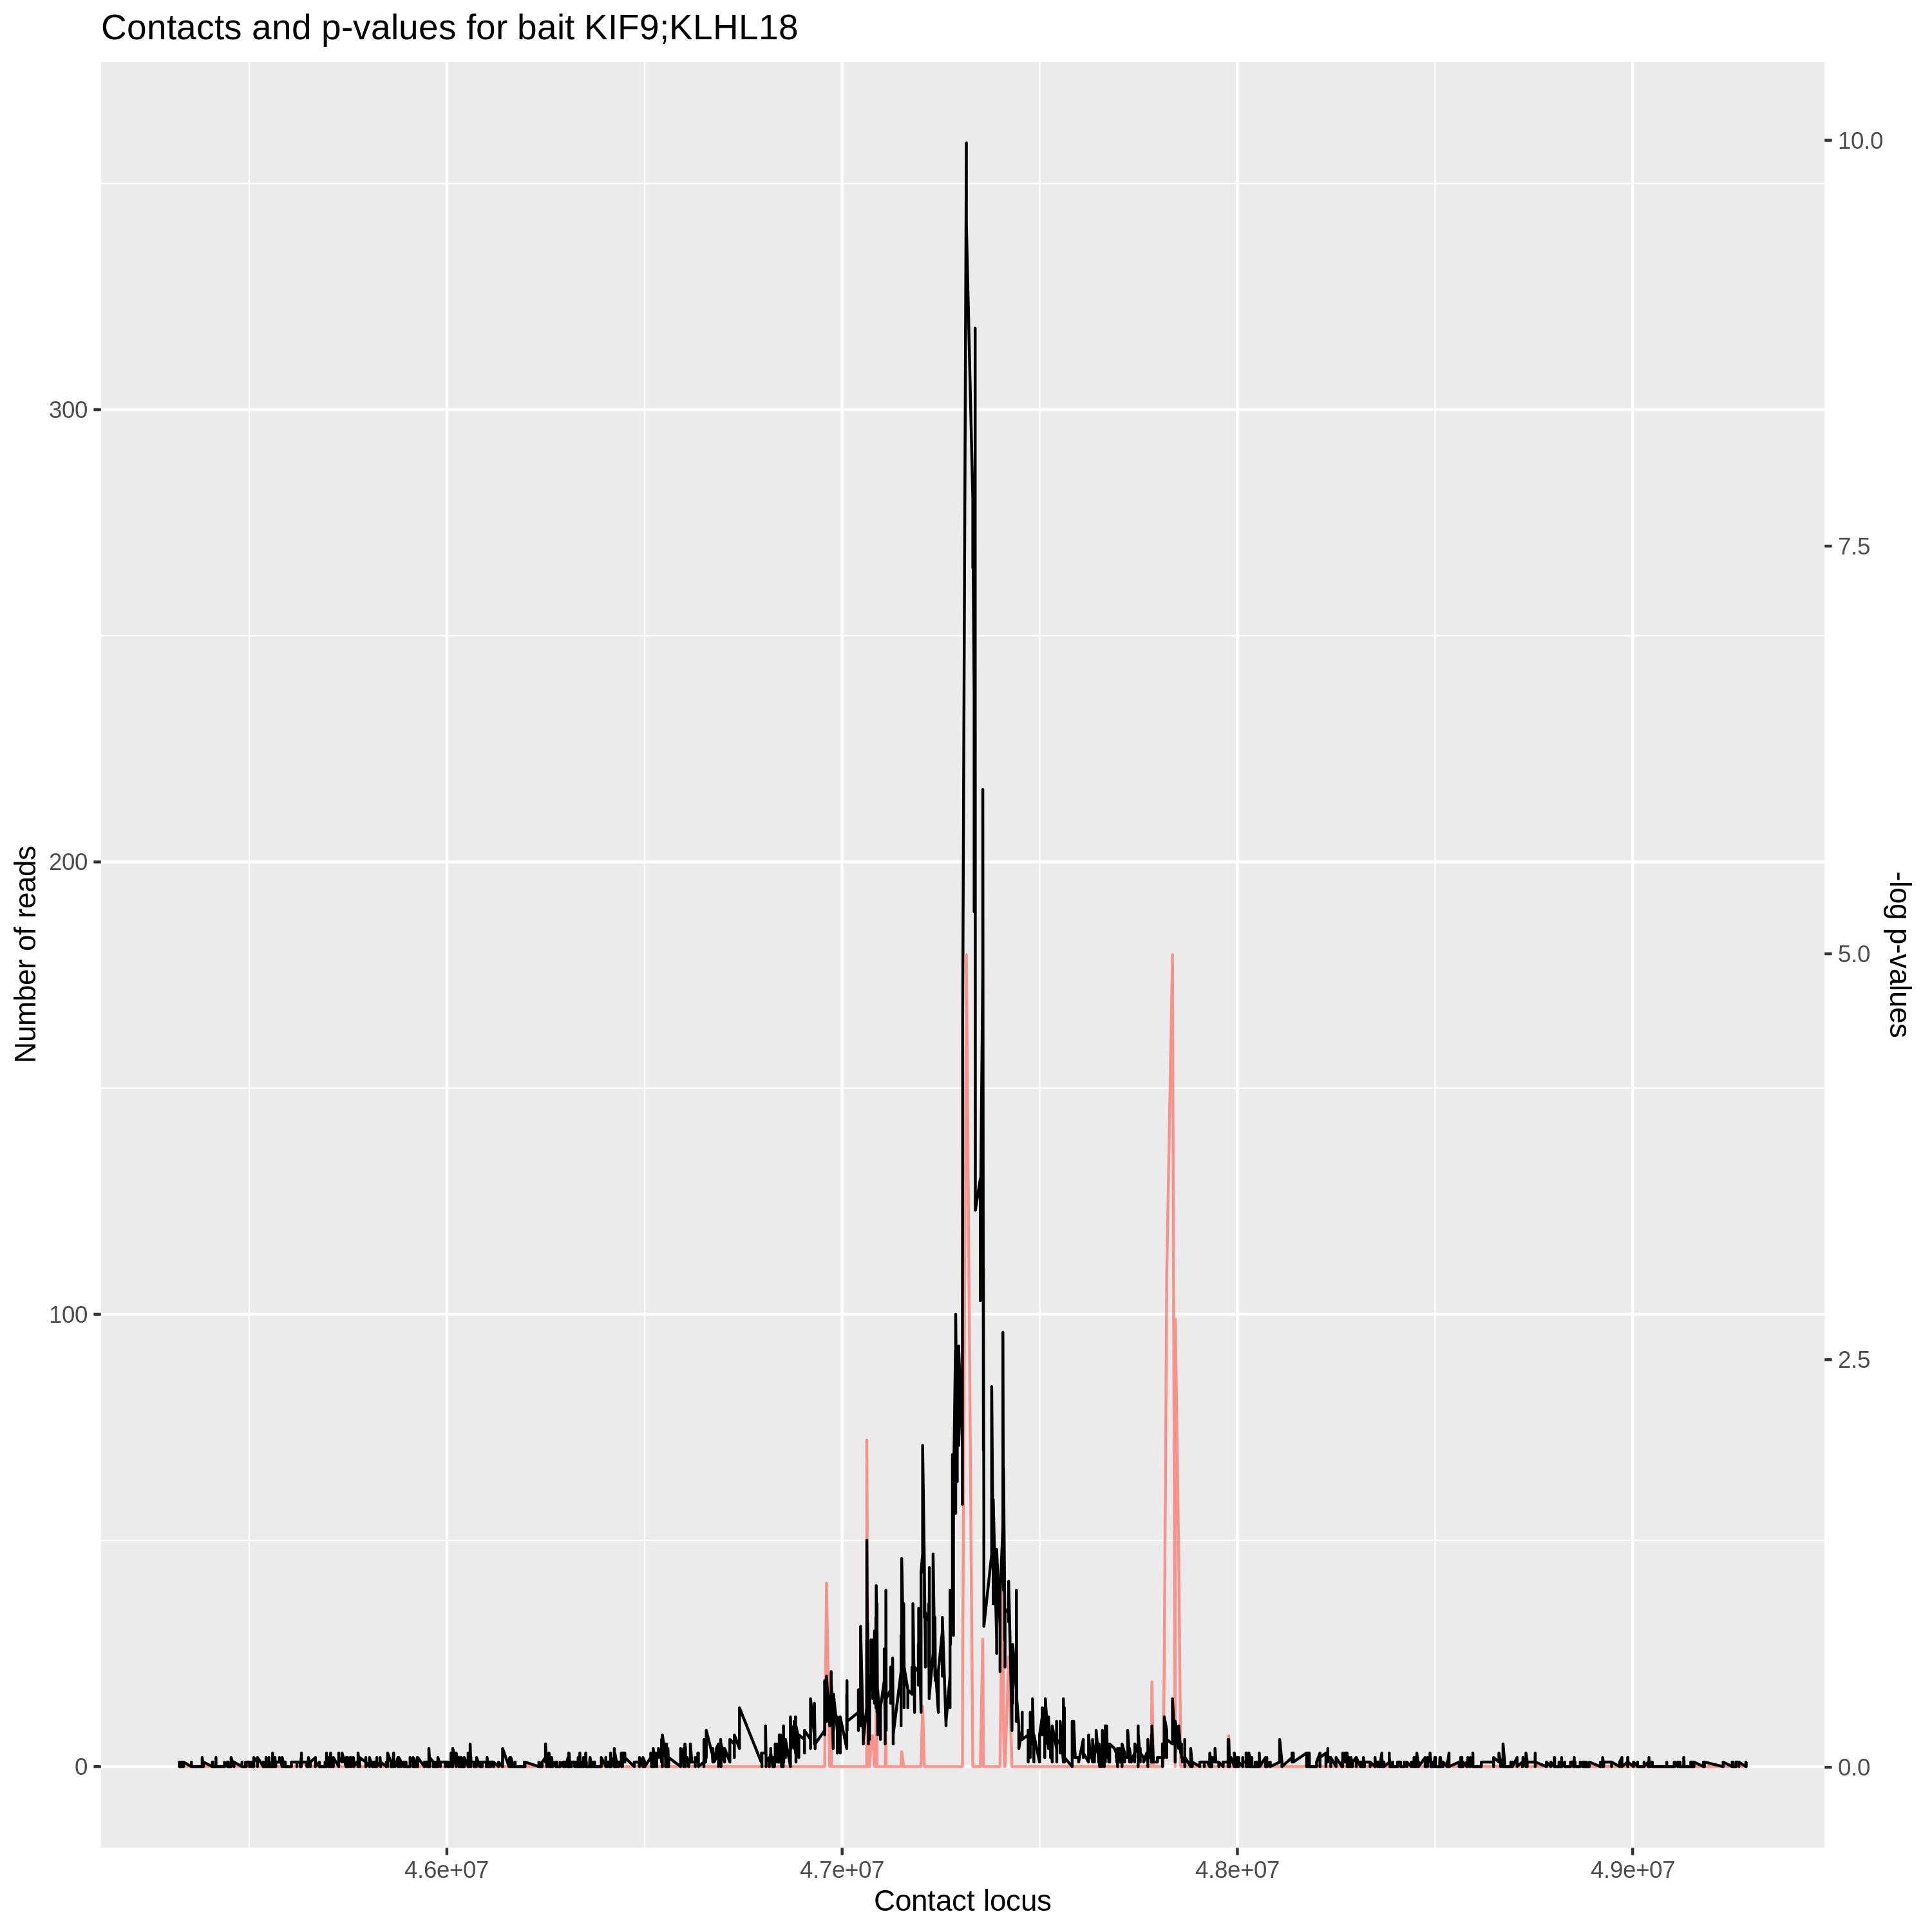 Contacts and p-values for bait KIF9;KLHL18
Number of reads
300
200
100
0
10.0
7.5
5.0
2.5
0.0
-log p-values
4.6e+07
4.7e+07
4.8e+07
4.9e+07
Contact locus